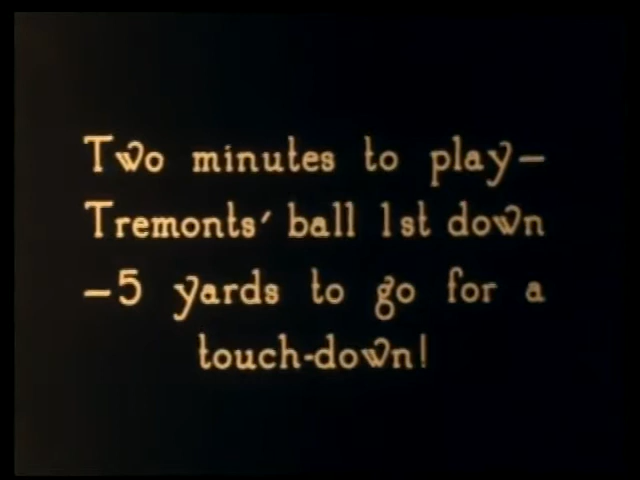 Two minutes to play—
Tremonts' ball 1st down
—5 yards to go for a
touch-down!